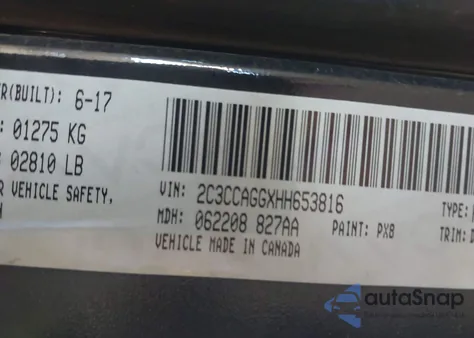 R(BUILT): 6-17
: 01275 KG
: 02810 LB
R VEHICLE SAFETY,
VIN: 2C3CCAGGXHH653816
TYPE:
MDH: 062208 827AA PAINT: PX8 TRIM:
VEHICLE MADE IN CANADA
autaSnap